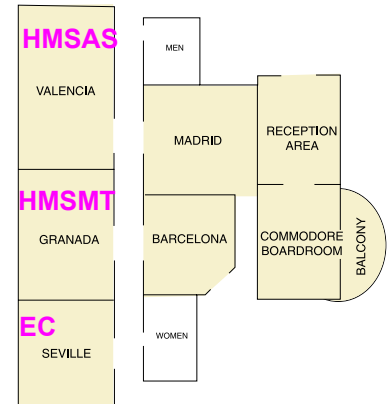 HMSAS
MEN
VALENCIA
MADRID
RECEPTION
AREA
HMSMT
GRANADA
BARCELONA
COMMODORE
BOARDROOM
BALCONY
EC
SEVILLE
WOMEN